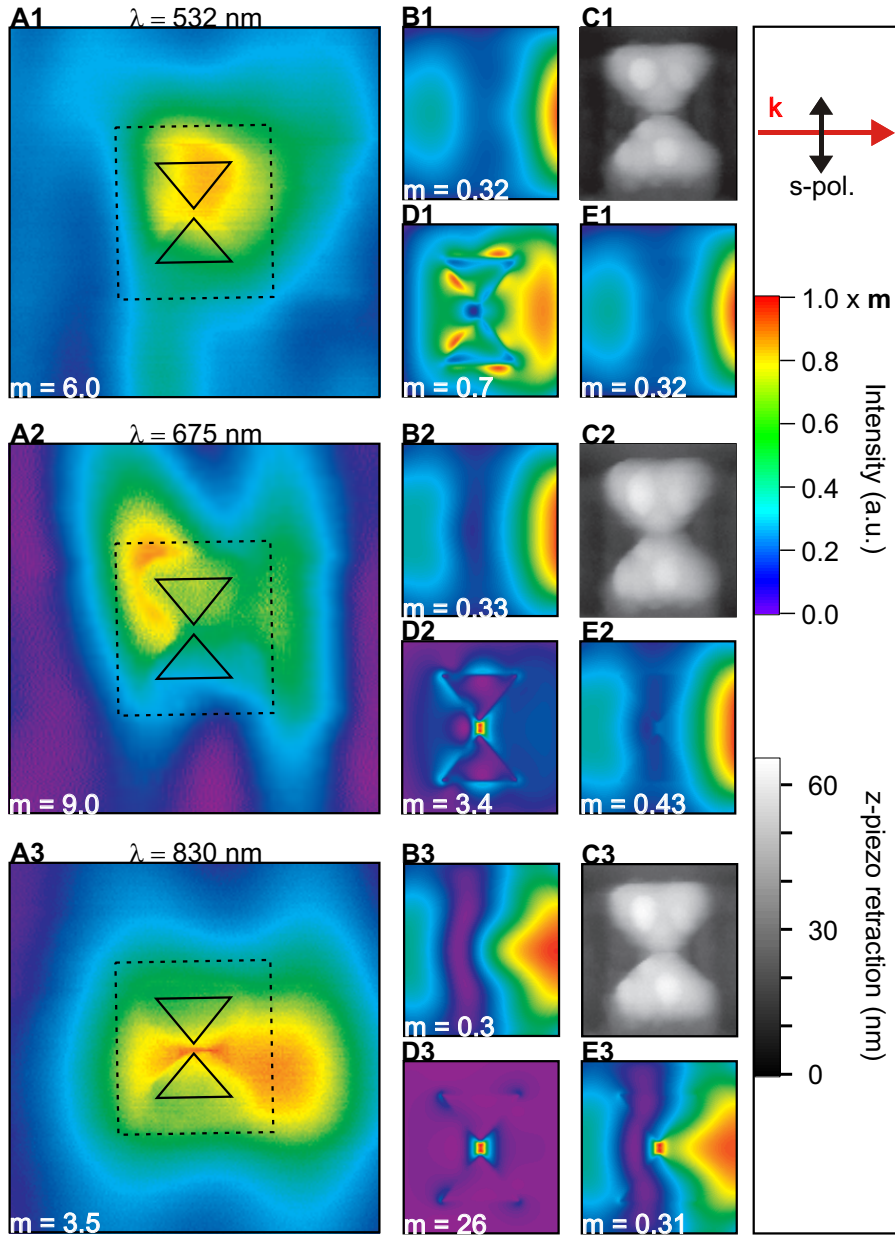 A1
λ = 532 nm
B1
C1
m = 6.0
m = 0.32
D1
E1
m = 0.7
m = 0.32
A2
λ = 675 nm
B2
C2
m = 9.0
m = 0.33
D2
E2
m = 3.4
m = 0.43
A3
λ = 830 nm
B3
C3
m = 3.5
m = 0.3
D3
E3
m = 26
m = 0.31
k
s-pol.
1.0 x m
0.8
0.6
0.4
0.2
0.0
Intensity (a.u.)
60
30
0
z-piezo retraction (nm)